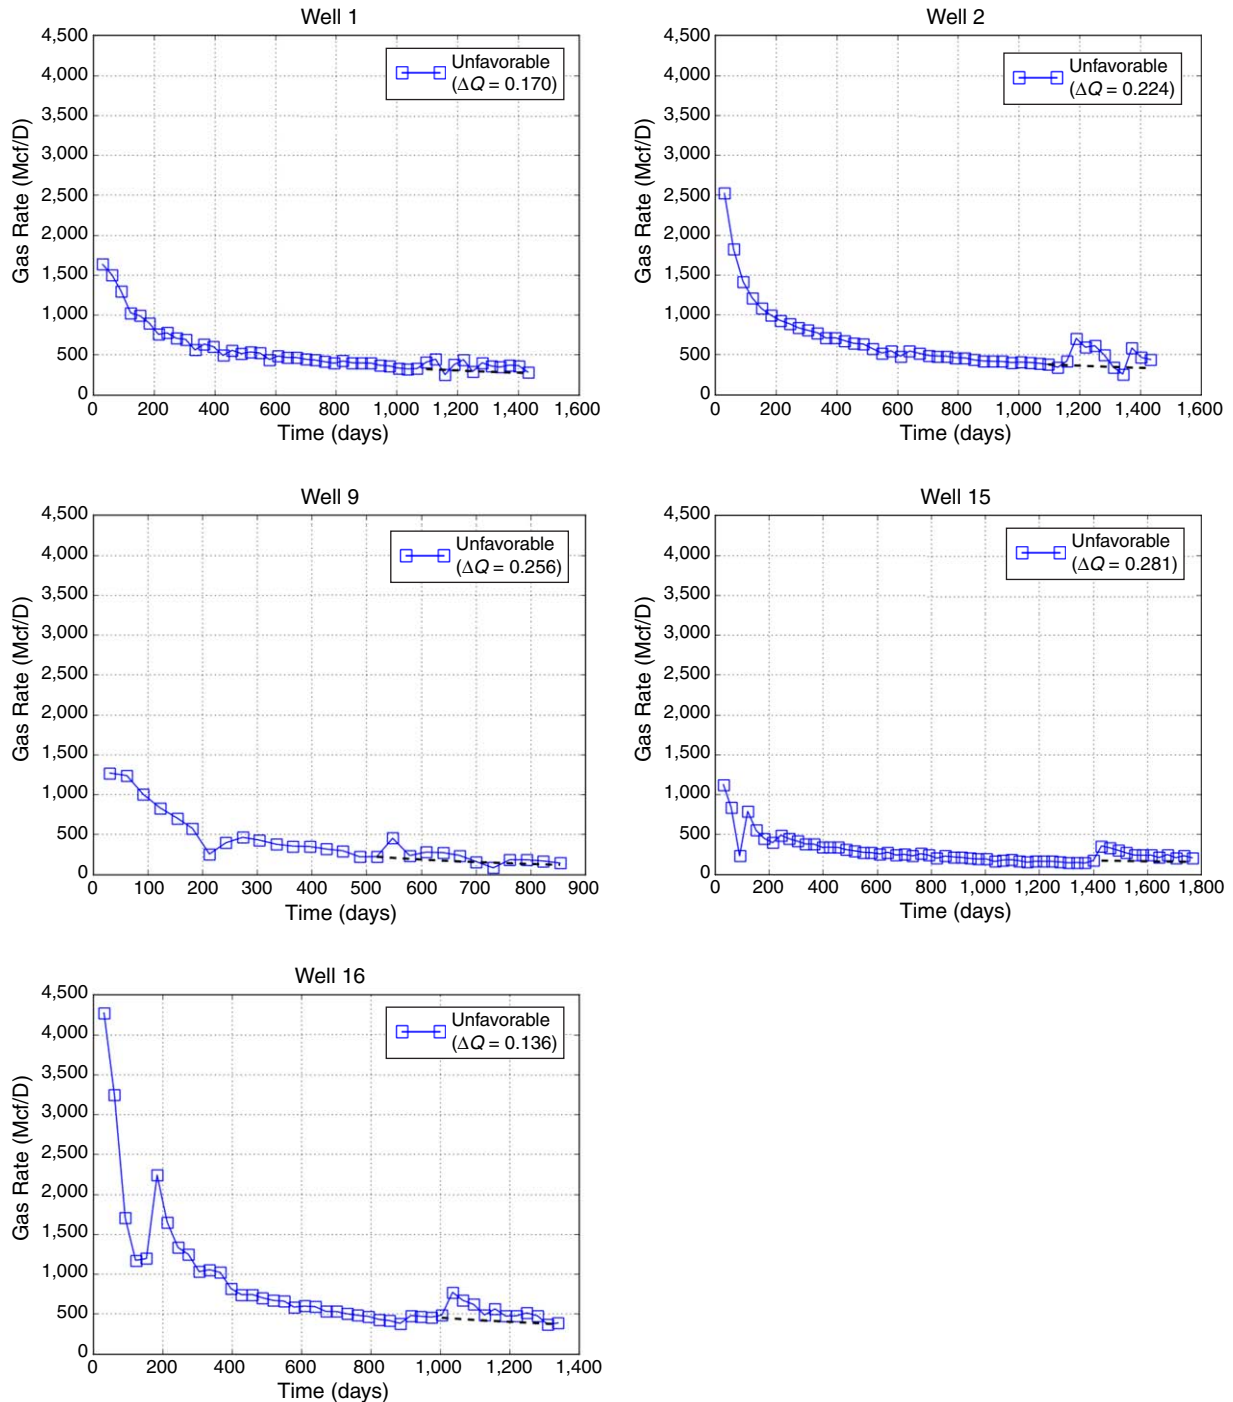 Well 1
4,500
4,000
3,500
3,000
2,500
2,000
1,500
1,000
500
0
Gas Rate (Mcf/D)
Unfavorable
(ΔQ = 0.170)
0 200 400 600 800 1,000 1,200 1,400 1,600
Time (days)
Well 2
4,500
4,000
3,500
3,000
2,500
2,000
1,500
1,000
500
0
Gas Rate (Mcf/D)
Unfavorable
(ΔQ = 0.224)
0 200 400 600 800 1,000 1,200 1,400 1,600
Time (days)
Well 9
4,500
4,000
3,500
3,000
2,500
2,000
1,500
1,000
500
0
Gas Rate (Mcf/D)
Unfavorable
(ΔQ = 0.256)
0 100 200 300 400 500 600 700 800 900
Time (days)
Well 15
4,500
4,000
3,500
3,000
2,500
2,000
1,500
1,000
500
0
Gas Rate (Mcf/D)
Unfavorable
(ΔQ = 0.281)
0 200 400 600 800 1,000 1,200 1,400 1,600 1,800
Time (days)
Well 16
4,500
4,000
3,500
3,000
2,500
2,000
1,500
1,000
500
0
Gas Rate (Mcf/D)
Unfavorable
(ΔQ = 0.136)
0 200 400 600 800 1,000 1,200 1,400
Time (days)